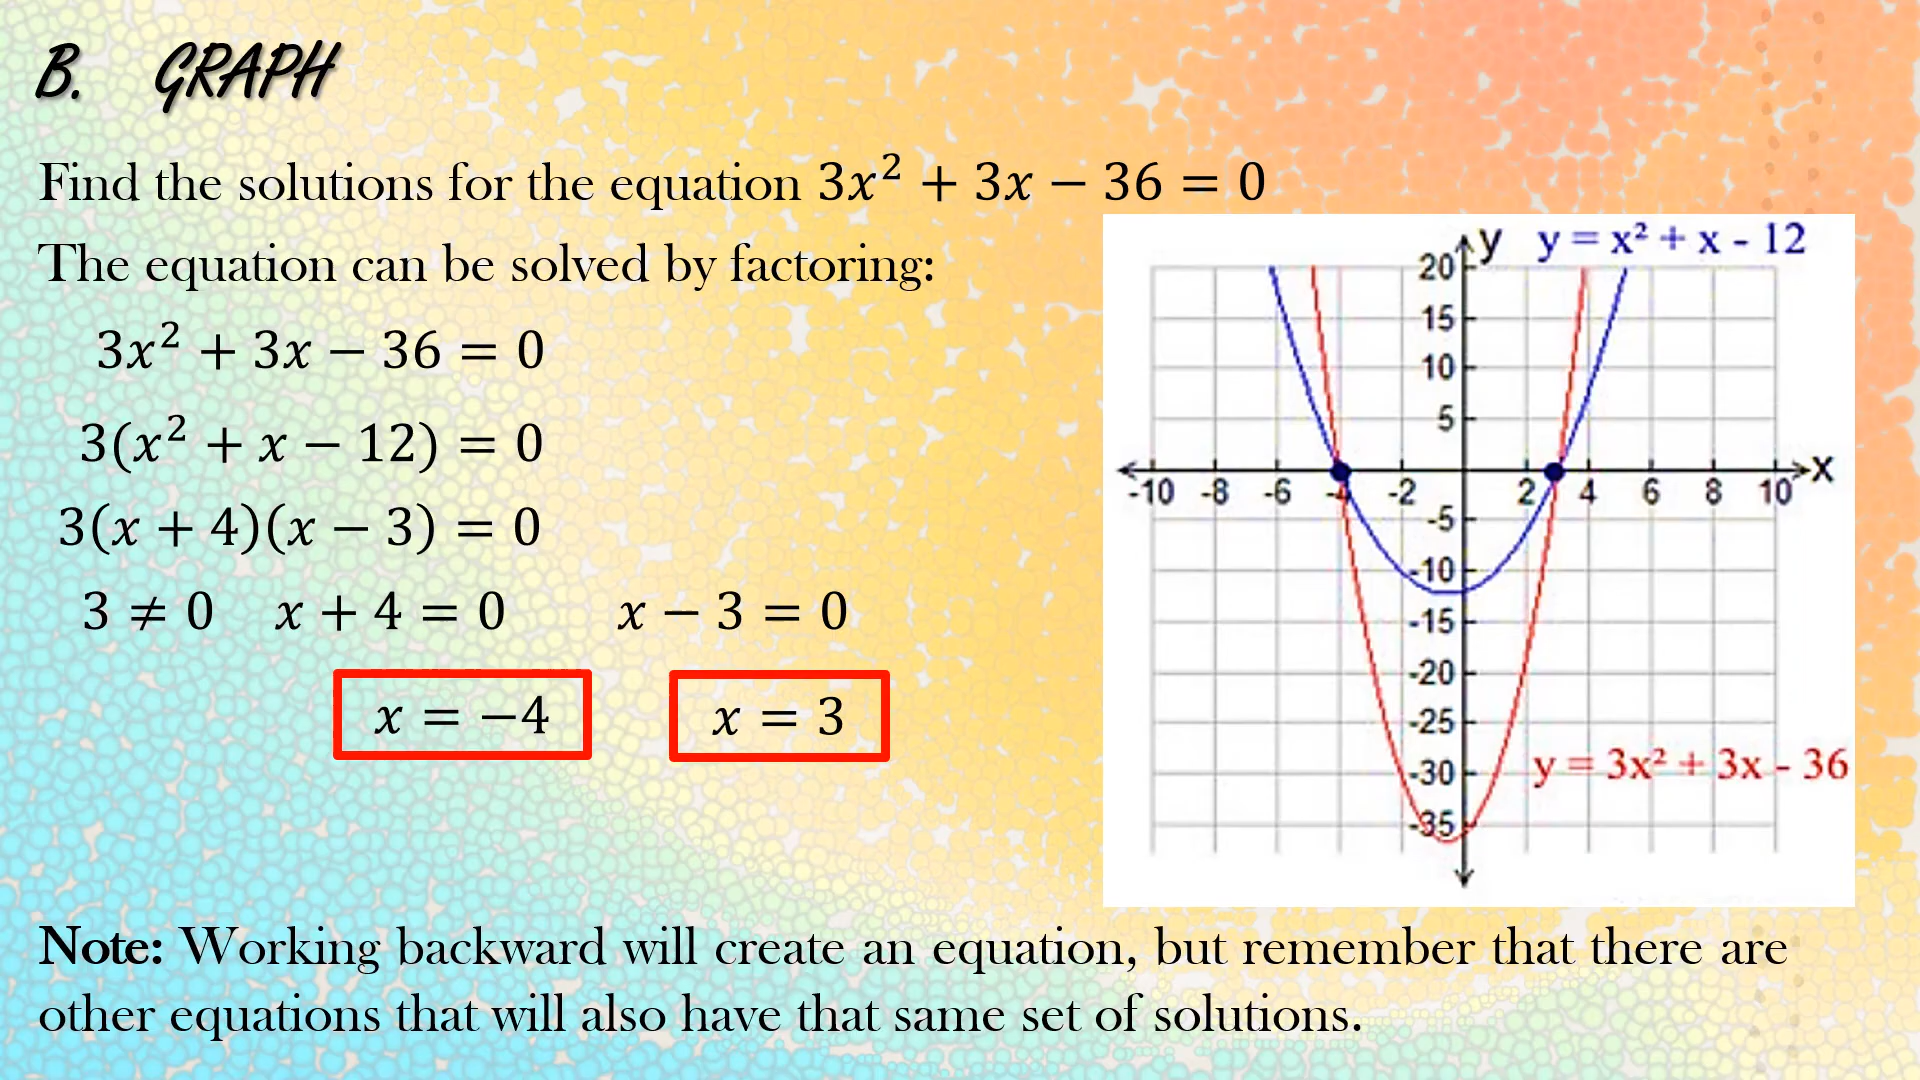 B. GRAPH
Find the solutions for the equation 3x² + 3x − 36 = 0
The equation can be solved by factoring:
3x² + 3x − 36 = 0
3(x² + x − 12) = 0
3(x + 4)(x − 3) = 0
3 ≠ 0 x + 4 = 0 x − 3 = 0
x = −4 x = 3
y y = x² + x - 12
20
15
10
5
x
-10 -8 -6 -4 -2 2 4 6 8 10
-5
-10
-15
-20
-25
-30 y = 3x² + 3x - 36
-35
Note: Working backward will create an equation, but remember that there are
other equations that will also have that same set of solutions.